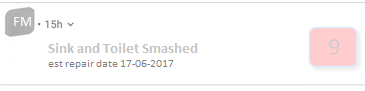 FM • 15h
Sink and Toilet Smashed
est repair date 17-06-2017
9